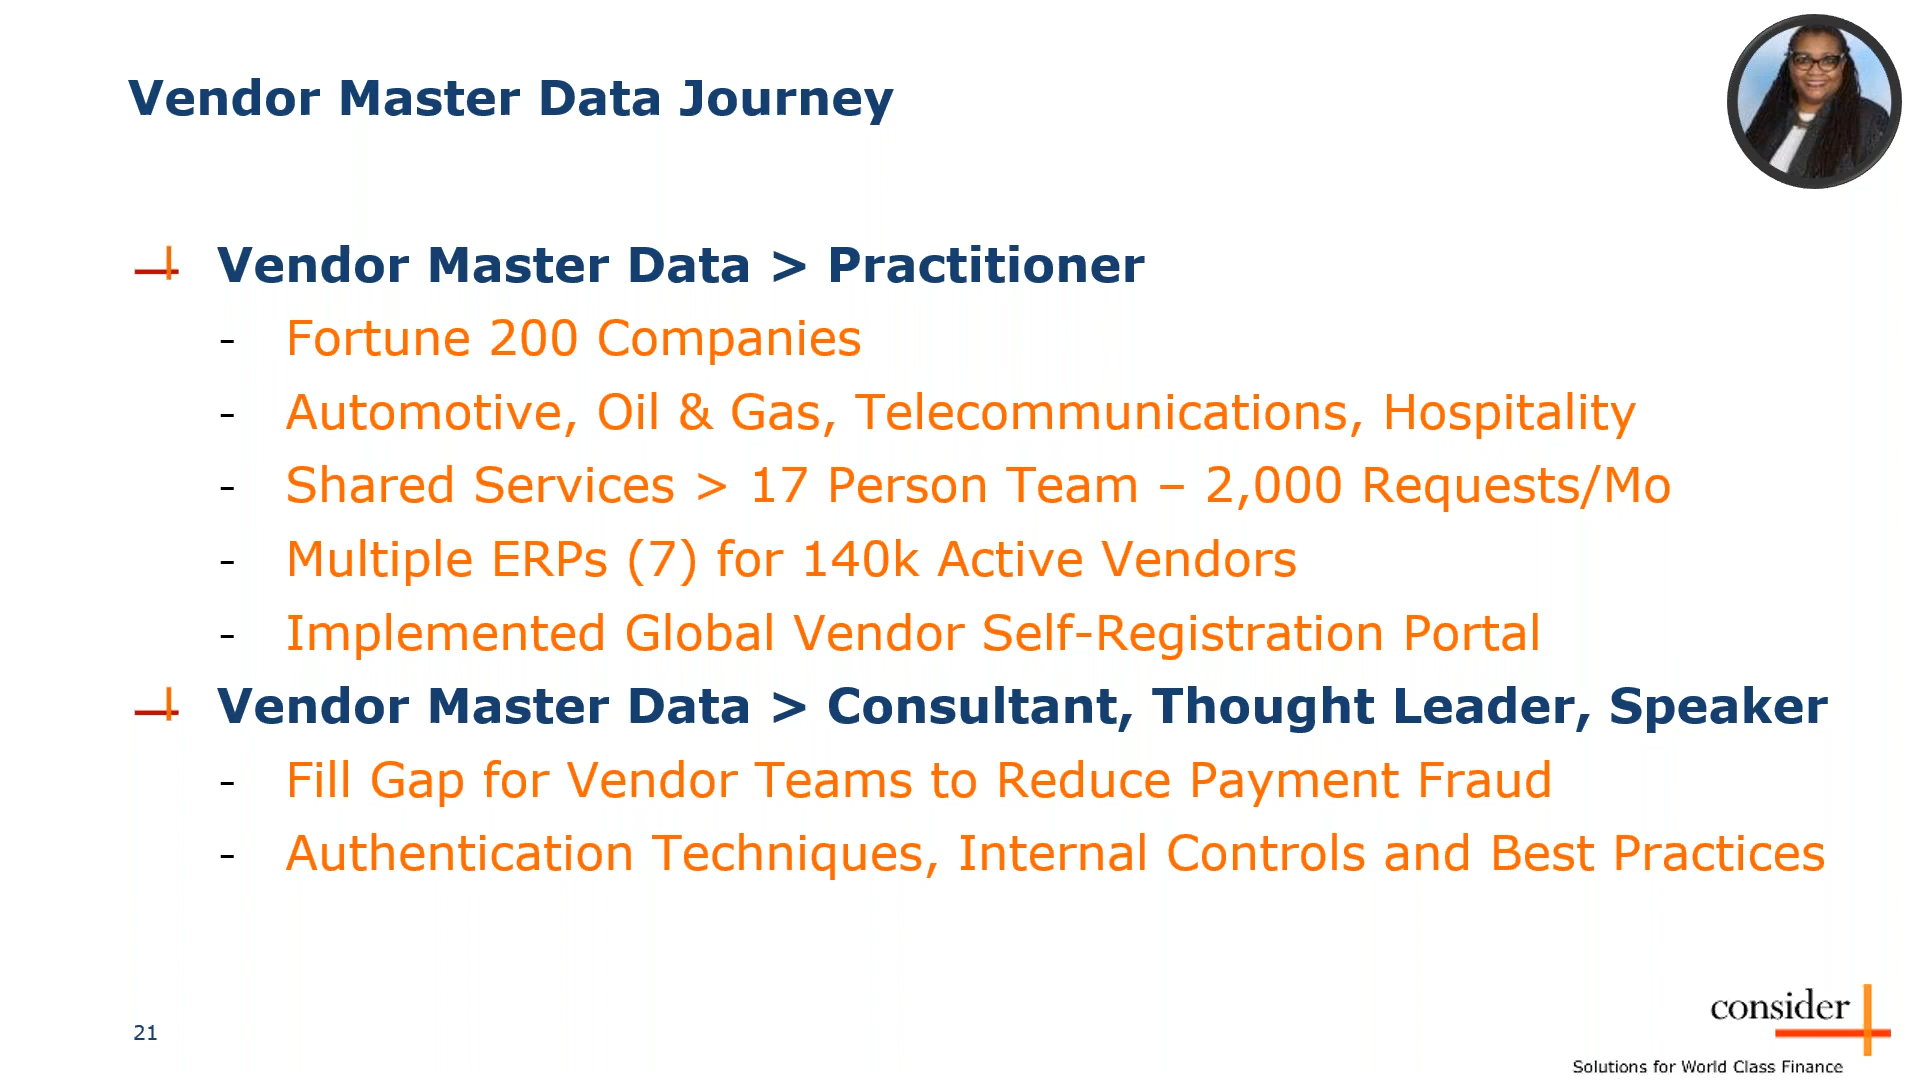 Vendor Master Data Journey
Vendor Master Data > Practitioner
- Fortune 200 Companies
- Automotive, Oil & Gas, Telecommunications, Hospitality
- Shared Services > 17 Person Team – 2,000 Requests/Mo
- Multiple ERPs (7) for 140k Active Vendors
- Implemented Global Vendor Self-Registration Portal
Vendor Master Data > Consultant, Thought Leader, Speaker
- Fill Gap for Vendor Teams to Reduce Payment Fraud
- Authentication Techniques, Internal Controls and Best Practices
21
consider
Solutions for World Class Finance